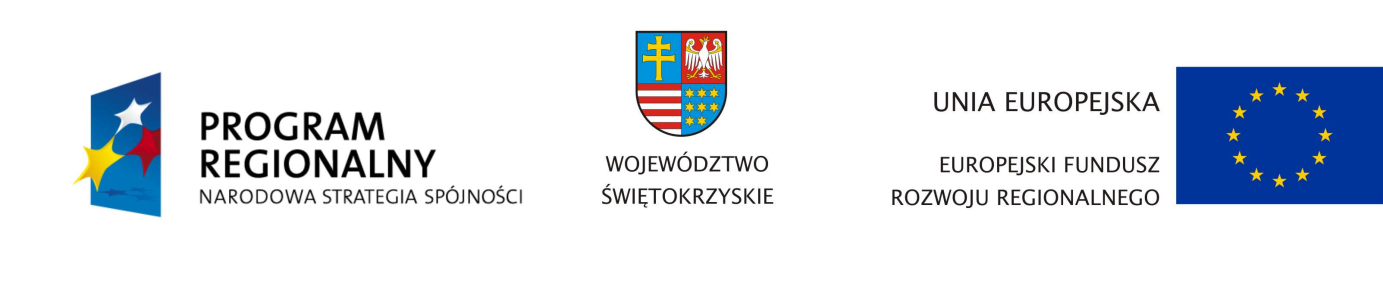 PROGRAM
REGIONALNY
NARODOWA STRATEGIA SPÓJNOŚCI
WOJEWÓDZTWO
ŚWIĘTOKRZYSKIE
UNIA EUROPEJSKA
EUROPEJSKI FUNDUSZ
ROZWOJU REGIONALNEGO